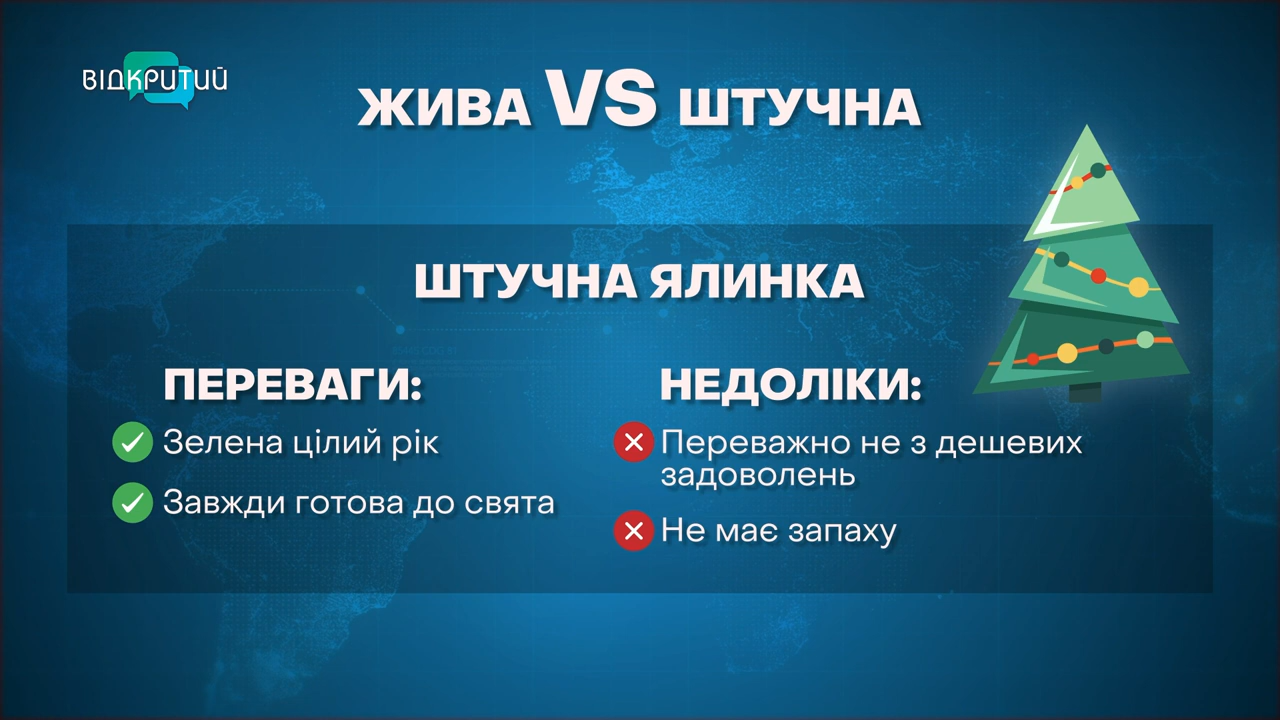 ВІДКРИТИЙ
ЖИВА VS ШТУЧНА
ШТУЧНА ЯЛИНКА
ПЕРЕВАГИ:
Зелена цілий рік
Завжди готова до свята
НЕДОЛІКИ:
Переважно не з дешевих
задоволень
Не має запаху